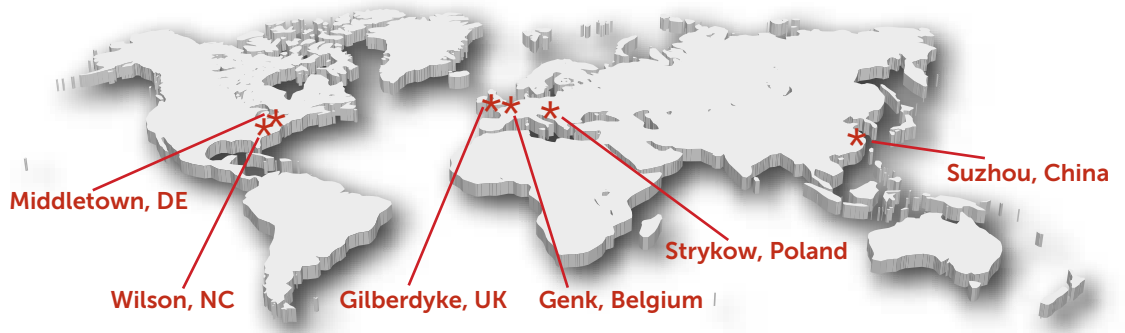 Suzhou, China
Middletown, DE
Strykow, Poland
Wilson, NC
Gilberdyke, UK
Genk, Belgium